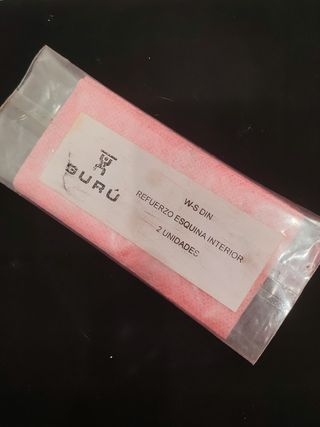 GURÚ
W-S DIN
REFUERZO ESQUINA INTERIOR
2 UNIDADES